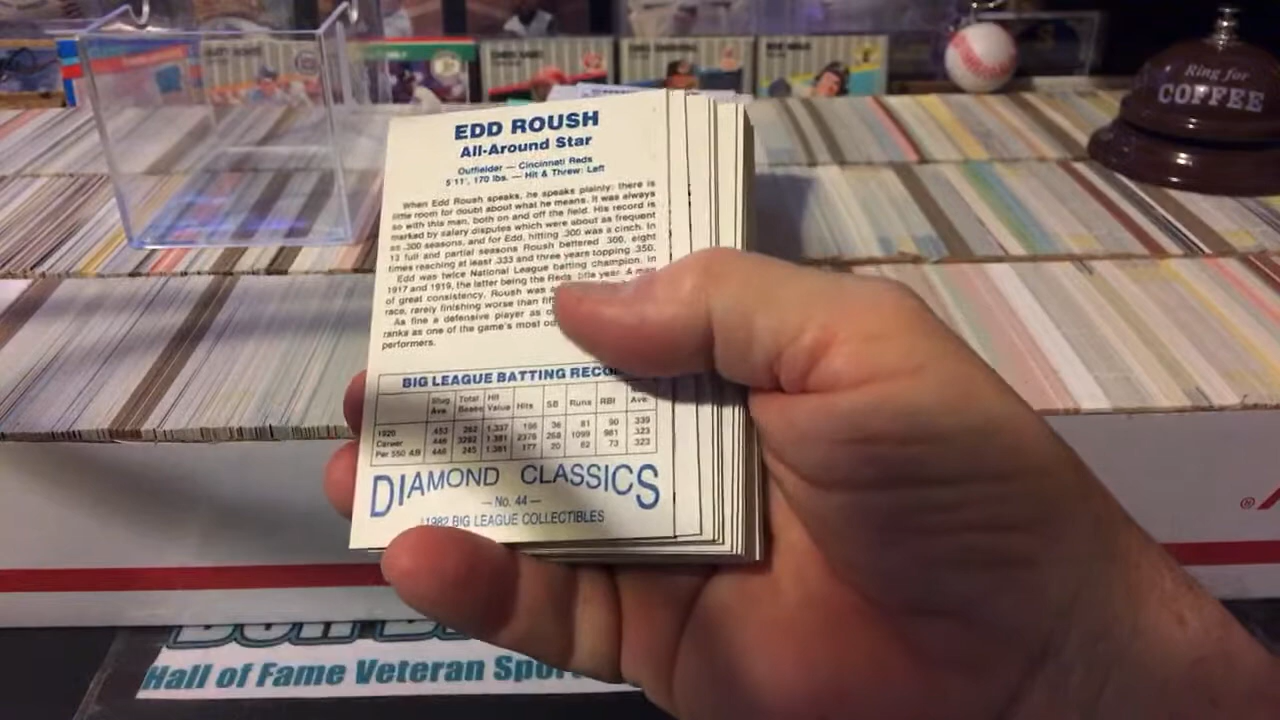 Ring for
COFFEE
EDD ROUSH
All-Around Star
Outfielder — Cincinnati Reds
5'11", 170 lbs. — Hit & Throw: Left
When Edd Roush speaks, he speaks plainly: there is
little room for doubt about what he means. It was always
so with this man, both on and off the field. His record is
marked by salary disputes which were about as frequent
as .300 seasons, and for Edd, hitting .300 was a cinch. In
13 full and partial seasons Roush bettered .300, eight
times reaching at least .333 and three years topping .350.
Edd was twice National League batting champion, in
1917 and 1919, the latter being the Reds title year. A man
of great consistency, Roush was
race, rarely finishing worse than
As fine a defensive player as
ranks as one of the game's most
performers.
BIG LEAGUE BATTING
Slug. Ave. Total Bases Hit Value Hits SB Runs RBI Ave.
1920 .453 262 1.337 196 36 81 90 .339
Career .446 3292 1.381 2376 268 1099 981 .323
Per 550 AB .446 245 1.381 177 20 82 73 .323
DIAMOND CLASSICS
— No. 44 —
1982 BIG LEAGUE COLLECTIBLES
Hall of Fame Veteran